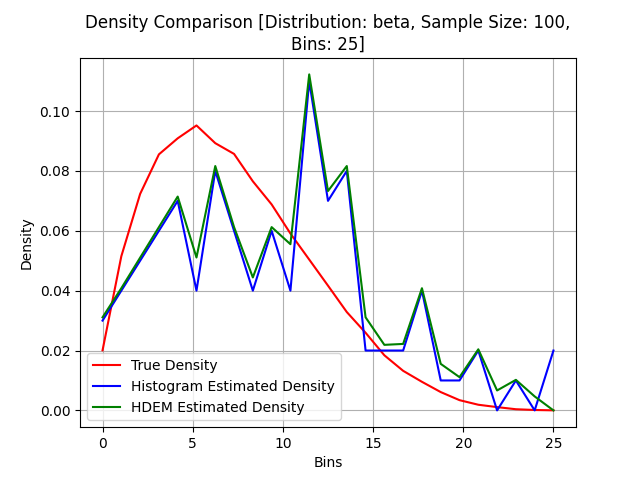 Density Comparison [Distribution: beta, Sample Size: 100,
Bins: 25]
Density
0.10
0.08
0.06
0.04
0.02
0.00
True Density
Histogram Estimated Density
HDEM Estimated Density
0 5 10 15 20 25
Bins